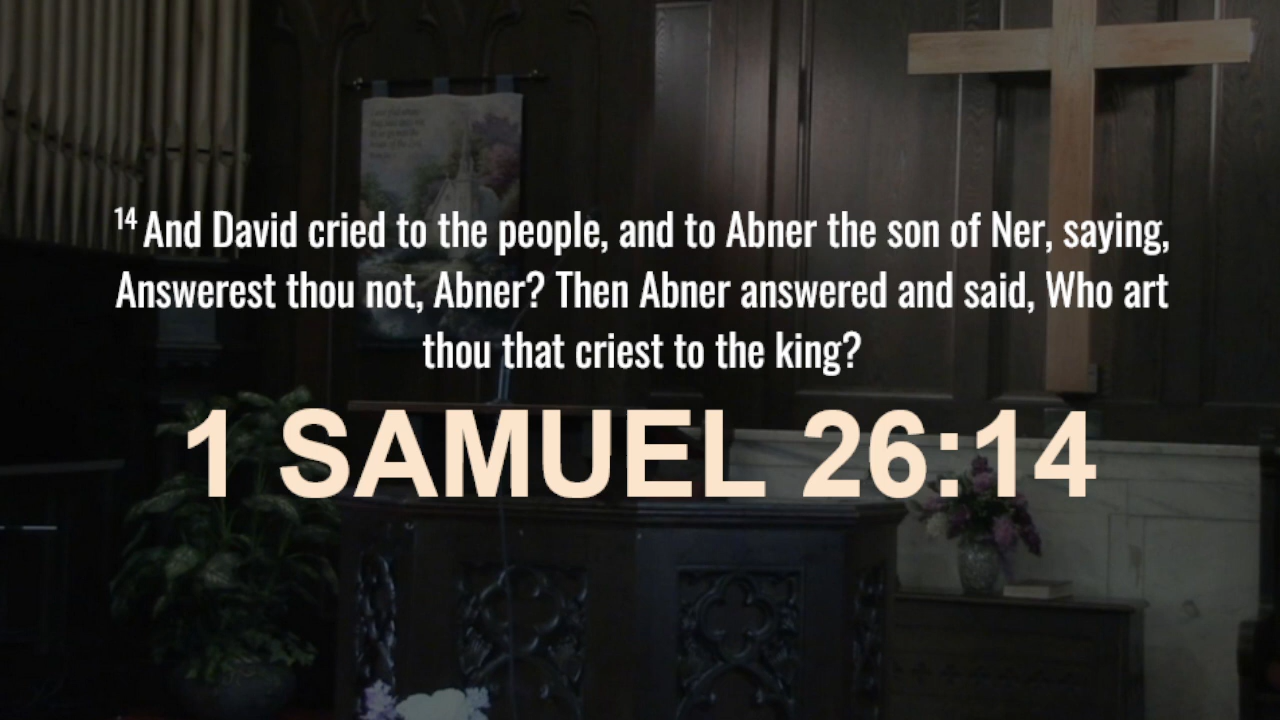 14 And David cried to the people, and to Abner the son of Ner, saying,
Answerest thou not, Abner? Then Abner answered and said, Who art
thou that criest to the king?
1 SAMUEL 26:14